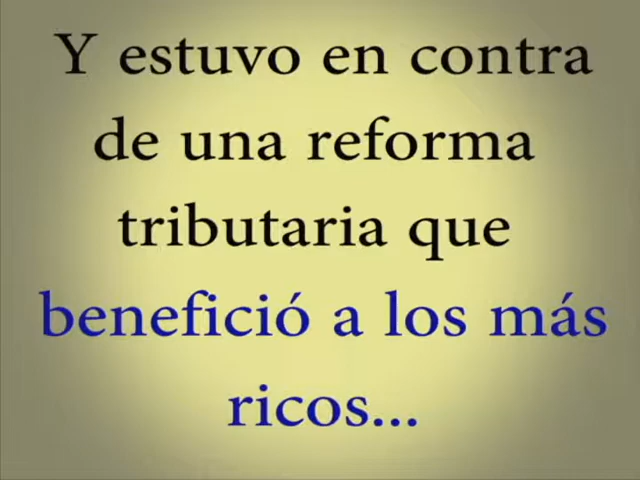 Y estuvo en contra
de una reforma
tributaria que
benefició a los más
ricos...